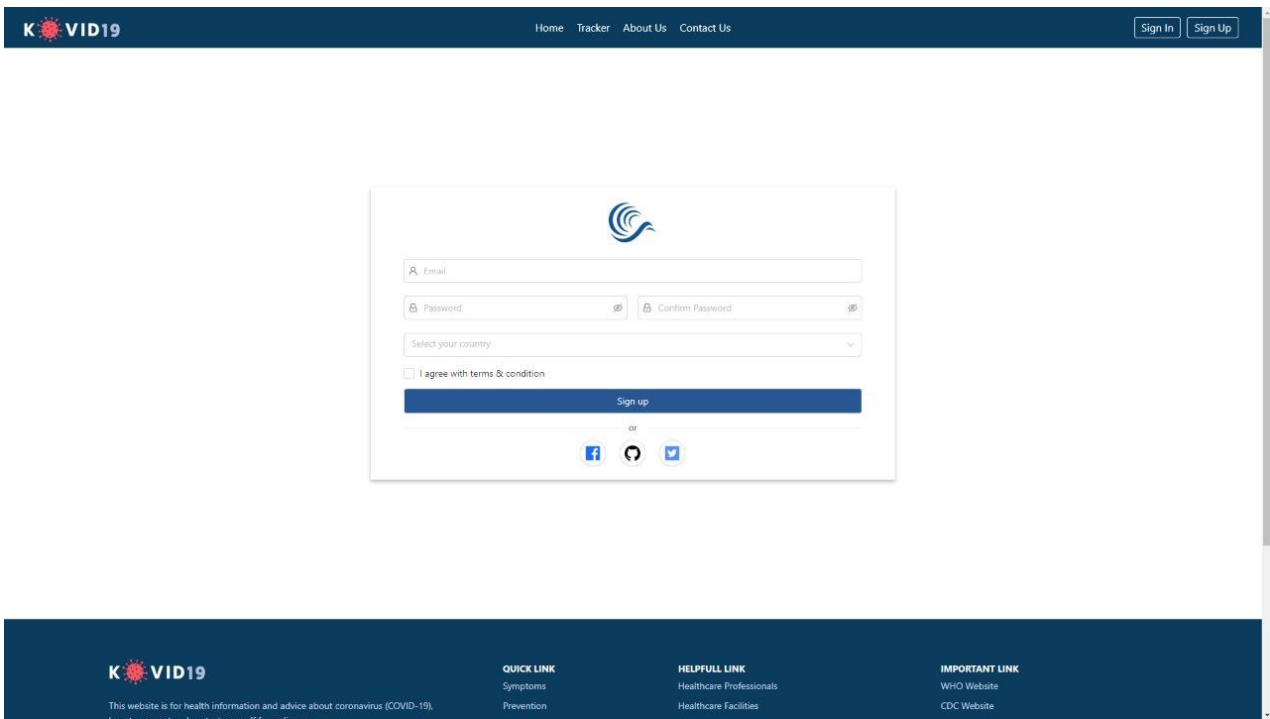 K VID19
Home Tracker About Us Contact Us
Sign In Sign Up
Email
Password Confirm Password
Select your country
I agree with terms & condition
Sign up
or
K VID19
This website is for health information and advice about coronavirus (COVID-19),
QUICK LINK
Symptoms
Prevention
HELPFULL LINK
Healthcare Professionals
Healthcare Facilities
IMPORTANT LINK
WHO Website
CDC Website